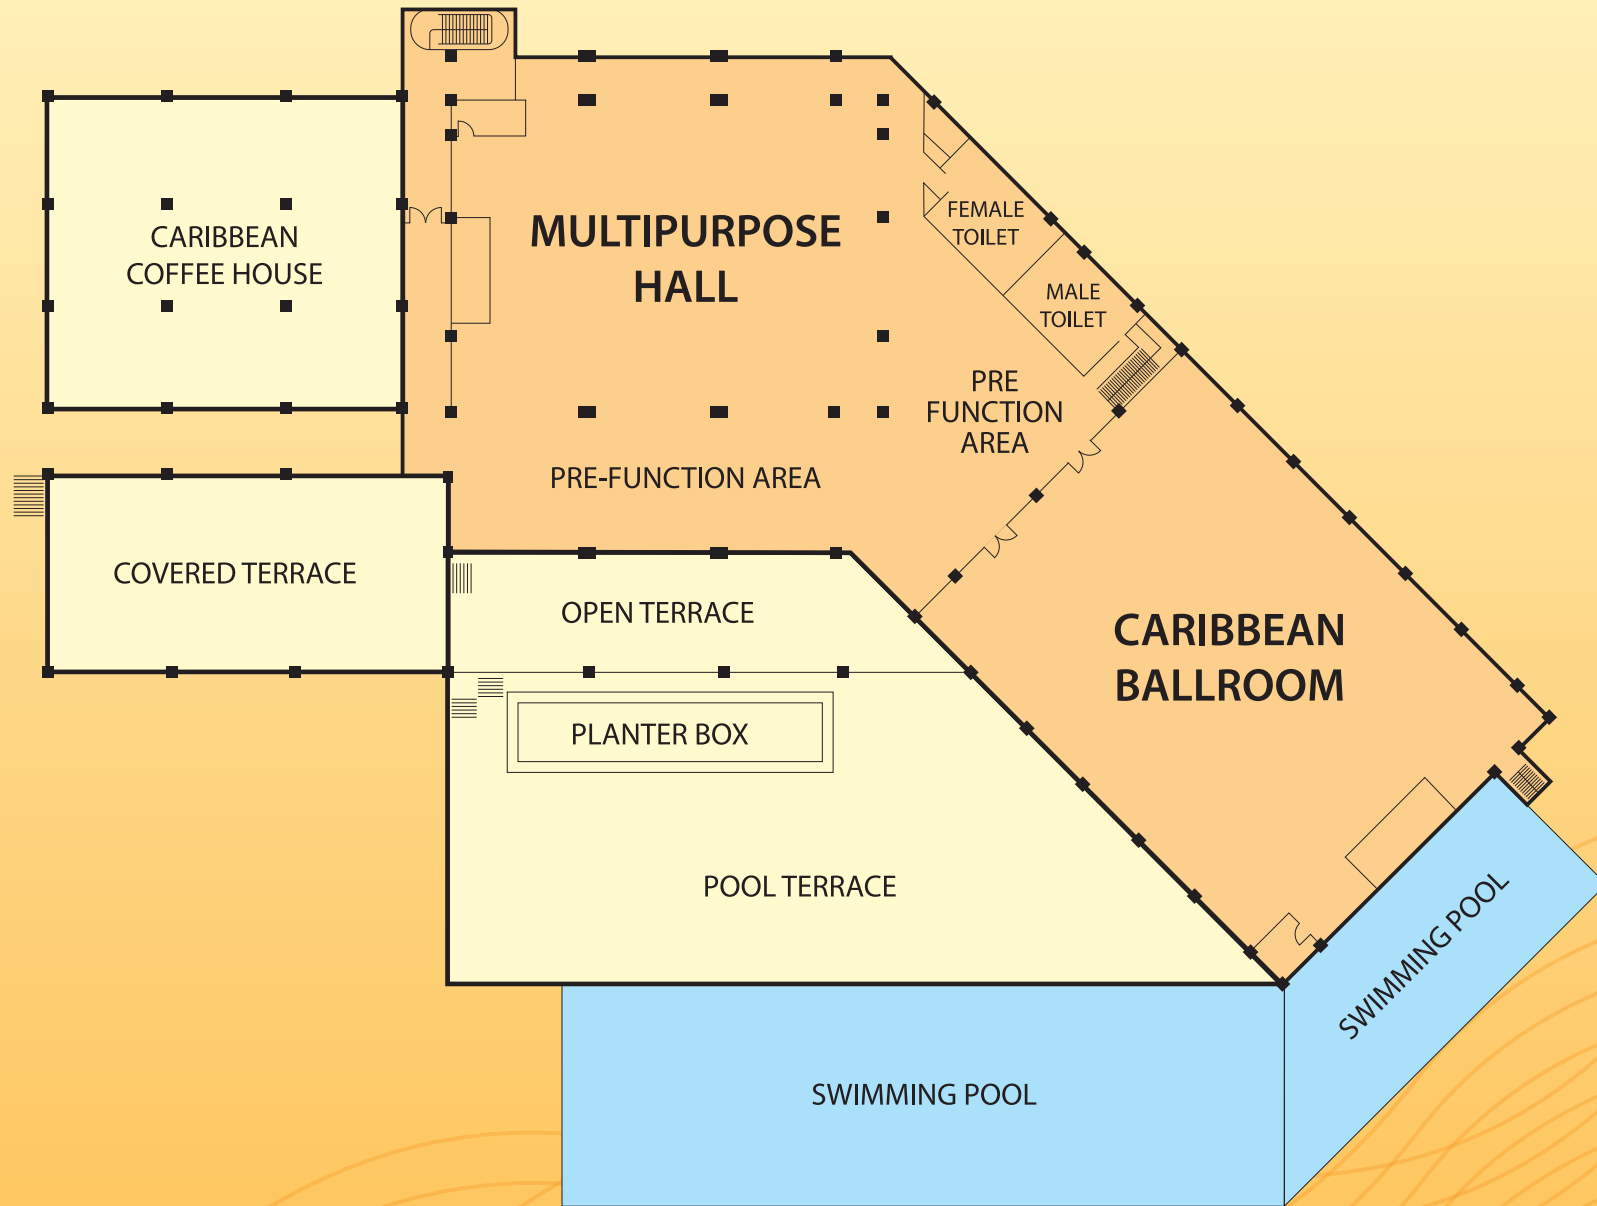 MULTIPURPOSE
HALL
CARIBBEAN
COFFEE HOUSE
FEMALE
TOILET
MALE
TOILET
PRE
FUNCTION
AREA
PRE-FUNCTION AREA
COVERED TERRACE
OPEN TERRACE
CARIBBEAN
BALLROOM
PLANTER BOX
POOL TERRACE
SWIMMING POOL
SWIMMING POOL